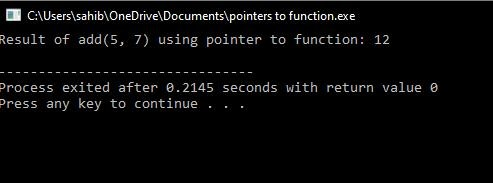 C:\Users\sahib\OneDrive\Documents\pointers to function.exe
Result of add(5, 7) using pointer to function: 12
--------------------------------
Process exited after 0.2145 seconds with return value 0
Press any key to continue . . .